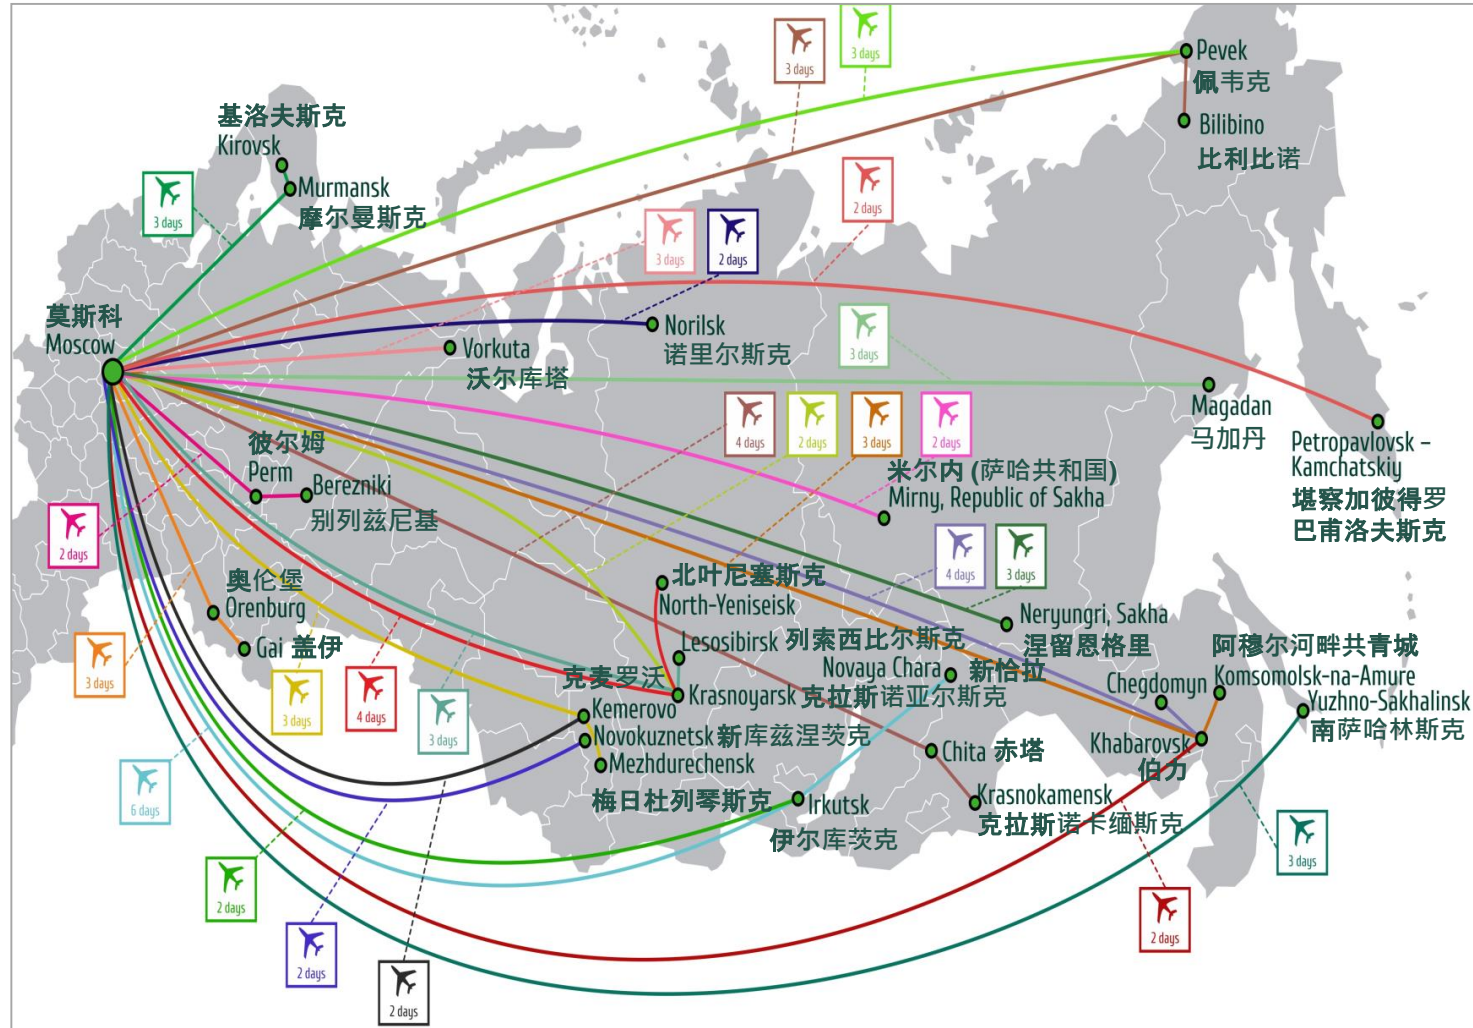 3 days
3 days
Pevek
佩韦克
Bilibino
比利比诺
基洛夫斯克
Kirovsk
Murmansk
摩尔曼斯克
3 days
2 days
3 days
2 days
莫斯科
Moscow
Norilsk
诺里尔斯克
Vorkuta
沃尔库塔
3 days
Magadan
马加丹
Petropavlovsk –
Kamchatskiy
堪察加彼得罗
巴甫洛夫斯克
4 days
2 days
3 days
2 days
彼尔姆
Perm
Berezniki
别列兹尼基
米尔内 (萨哈共和国)
Mirny, Republic of Sakha
2 days
4 days
3 days
奥伦堡
Orenburg
Gai 盖伊
北叶尼塞斯克
North-Yeniseisk
Neryungri, Sakha
涅留恩格里
Lesosibirsk 列索西比尔斯克
Novaya Chara 新恰拉
阿穆尔河畔共青城
Komsomolsk-na-Amure
Chegdomyn
Yuzhno-Sakhalinsk
南萨哈林斯克
3 days
3 days
4 days
3 days
克麦罗沃
Kemerovo
Krasnoyarsk 克拉斯诺亚尔斯克
Novokuznetsk 新库兹涅茨克
Mezhdurechensk
梅日杜列琴斯克
Khabarovsk
伯力
Chita 赤塔
Krasnokamensk
克拉斯诺卡缅斯克
Irkutsk
伊尔库茨克
6 days
3 days
2 days
2 days
2 days
2 days